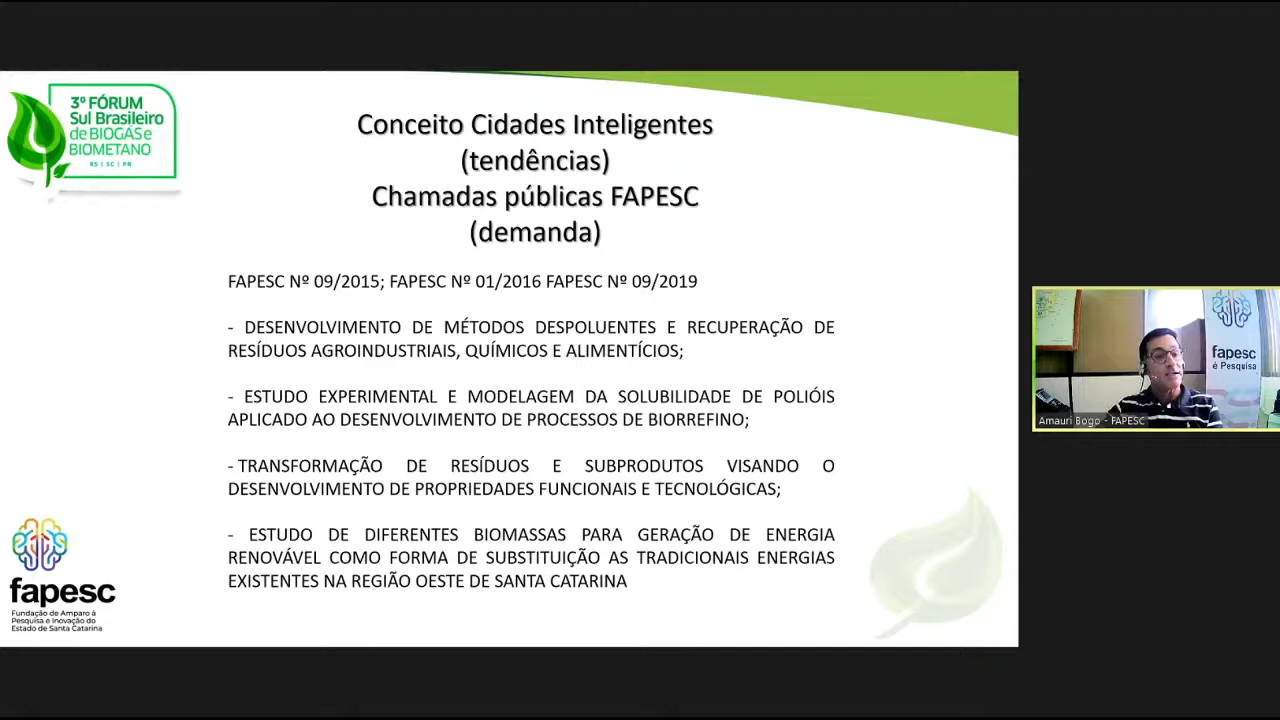 3º FÓRUM
Sul Brasileiro
de BIOGÁS e
BIOMETANO
RS | SC | PR
Conceito Cidades Inteligentes
(tendências)
Chamadas públicas FAPESC
(demanda)
FAPESC Nº 09/2015; FAPESC Nº 01/2016 FAPESC Nº 09/2019
- DESENVOLVIMENTO DE MÉTODOS DESPOLUENTES E RECUPERAÇÃO DE
RESÍDUOS AGROINDUSTRIAIS, QUÍMICOS E ALIMENTÍCIOS;
- ESTUDO EXPERIMENTAL E MODELAGEM DA SOLUBILIDADE DE POLIÓIS
APLICADO AO DESENVOLVIMENTO DE PROCESSOS DE BIORREFINO;
- TRANSFORMAÇÃO DE RESÍDUOS E SUBPRODUTOS VISANDO O
DESENVOLVIMENTO DE PROPRIEDADES FUNCIONAIS E TECNOLÓGICAS;
- ESTUDO DE DIFERENTES BIOMASSAS PARA GERAÇÃO DE ENERGIA
RENOVÁVEL COMO FORMA DE SUBSTITUIÇÃO AS TRADICIONAIS ENERGIAS
EXISTENTES NA REGIÃO OESTE DE SANTA CATARINA
fapesc
Fundação de Amparo à
Pesquisa e Inovação do
Estado de Santa Catarina
fapesc
é Pesquisa
Amauri Bogo - FAPESC